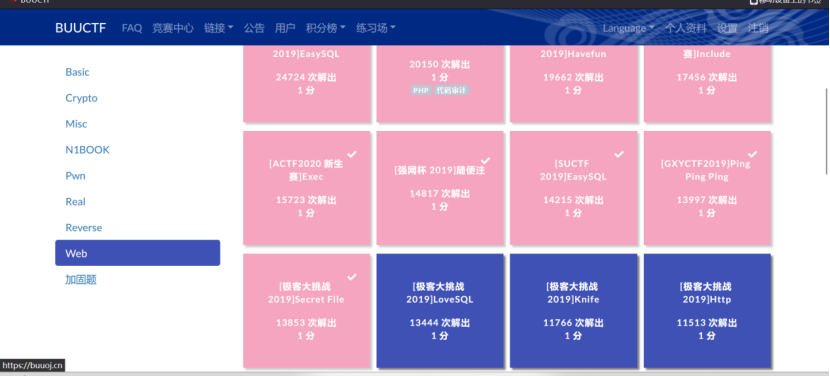 BUUCTF
BUUCTF FAQ 竞赛中心 链接 公告 用户 积分榜 练习场 Language 个人资料 设置 注销
Basic
Crypto
Misc
N1BOOK
Pwn
Real
Reverse
Web
加固题
2019]EasySQL
24724 次解出
1 分
20150 次解出
1 分
PHP 代码审计
2019]Havefun
19662 次解出
1 分
赛]Include
17456 次解出
1 分
[ACTF2020 新生
赛]Exec
15723 次解出
1 分
[强网杯 2019]随便注
14817 次解出
1 分
[SUCTF
2019]EasySQL
14215 次解出
1 分
[GXYCTF2019]Ping
Ping Ping
13997 次解出
1 分
[极客大挑战
2019]Secret File
13853 次解出
1 分
[极客大挑战
2019]LoveSQL
13444 次解出
1 分
[极客大挑战
2019]Knife
11766 次解出
1 分
[极客大挑战
2019]Http
11513 次解出
1 分
https://buuoj.cn